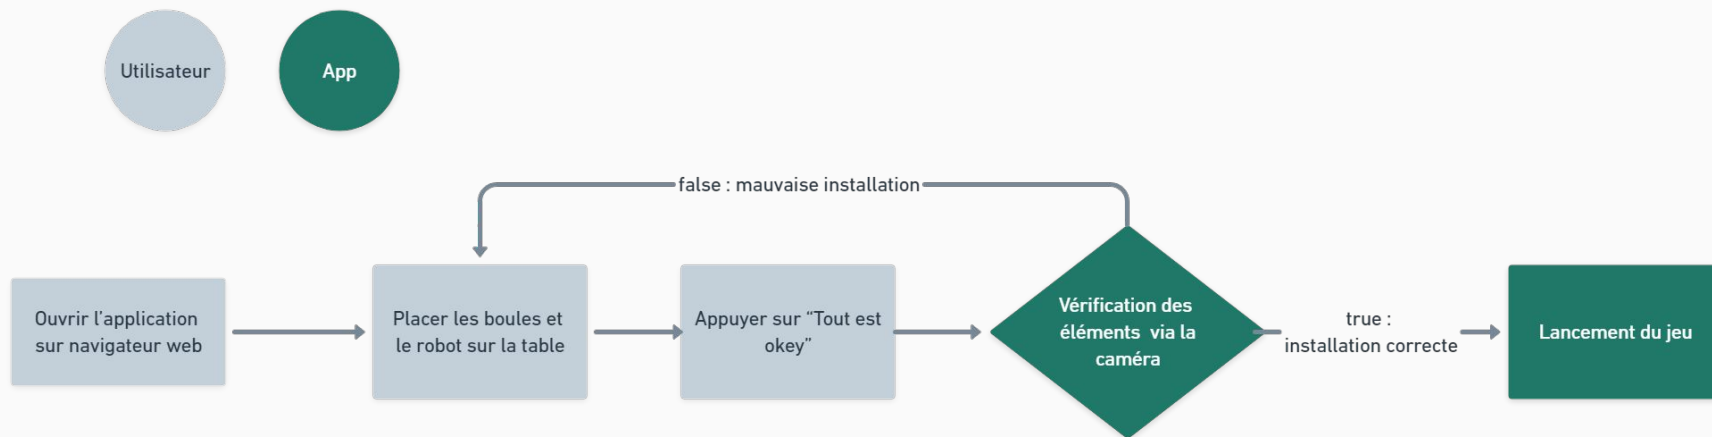 Utilisateur
App
false : mauvaise installation
Ouvrir l'application
sur navigateur web
Placer les boules et
le robot sur la table
Appuyer sur “Tout est
okey”
Vérification des
éléments via la
caméra
true :
installation correcte
Lancement du jeu